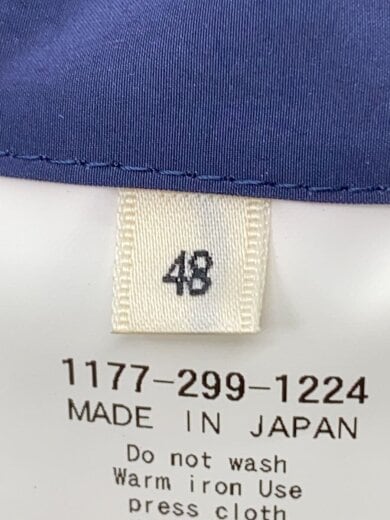 48
1177-299-1224
MADE IN JAPAN
Do not wash
Warm iron Use
press cloth